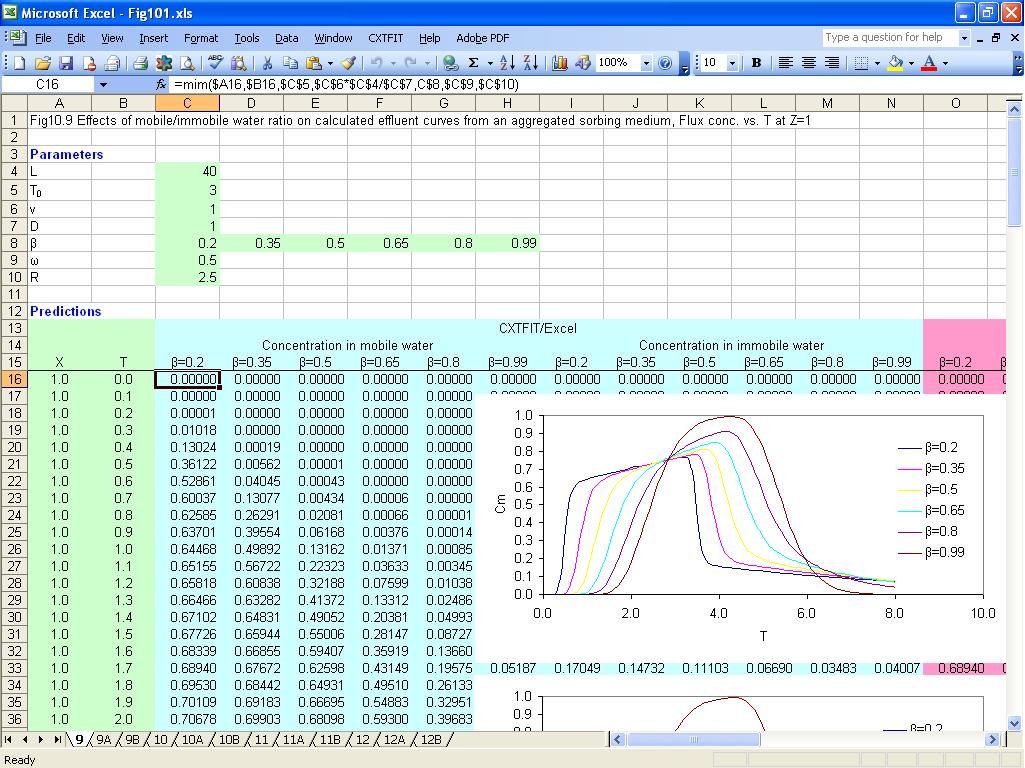 Microsoft Excel - Fig101.xls
File Edit View Insert Format Tools Data Window CXTFIT Help Adobe PDF Type a question for help
100% 10 B
C16 fx =mim($A16,$B16,$C$5,$C$6*$C$4/$C$7,C$8,$C$9,$C$10)
A B C D E F G H I J K L M N O
1 Fig10.9 Effects of mobile/immobile water ratio on calculated effluent curves from an aggregated sorbing medium, Flux conc. vs. T at Z=1
2
3 Parameters
4 L 40
5 T0 3
6 v 1
7 D 1
8 β 0.2 0.35 0.5 0.65 0.8 0.99
9 ω 0.5
10 R 2.5
11
12 Predictions
13 CXTFIT/Excel
14 Concentration in mobile water Concentration in immobile water
15 X T β=0.2 β=0.35 β=0.5 β=0.65 β=0.8 β=0.99 β=0.2 β=0.35 β=0.5 β=0.65 β=0.8 β=0.99 β=0.2
16 1.0 0.0 0.00000 0.00000 0.00000 0.00000 0.00000 0.00000 0.00000 0.00000 0.00000 0.00000 0.00000 0.00000 0.00000
17 1.0 0.1 0.00000 0.00000 0.00000 0.00000 0.00000
18 1.0 0.2 0.00001 0.00000 0.00000 0.00000 0.00000
19 1.0 0.3 0.01018 0.00000 0.00000 0.00000 0.00000
20 1.0 0.4 0.13024 0.00019 0.00000 0.00000 0.00000
21 1.0 0.5 0.36122 0.00562 0.00001 0.00000 0.00000
22 1.0 0.6 0.52861 0.04045 0.00043 0.00000 0.00000
23 1.0 0.7 0.60037 0.13077 0.00434 0.00006 0.00000
24 1.0 0.8 0.62585 0.26291 0.02081 0.00066 0.00001
25 1.0 0.9 0.63701 0.39554 0.06168 0.00376 0.00014
26 1.0 1.0 0.64468 0.49892 0.13162 0.01371 0.00085
27 1.0 1.1 0.65155 0.56722 0.22323 0.03633 0.00345
28 1.0 1.2 0.65818 0.60838 0.32188 0.07599 0.01038
29 1.0 1.3 0.66466 0.63282 0.41372 0.13312 0.02486
30 1.0 1.4 0.67102 0.64831 0.49052 0.20381 0.04993
31 1.0 1.5 0.67726 0.65944 0.55006 0.28147 0.08727
32 1.0 1.6 0.68339 0.66855 0.59407 0.35919 0.13660
33 1.0 1.7 0.68940 0.67672 0.62598 0.43149 0.19575 0.05187 0.17049 0.14732 0.11103 0.06690 0.03483 0.04007 0.68940
34 1.0 1.8 0.69530 0.68442 0.64931 0.49510 0.26133
35 1.0 1.9 0.70109 0.69183 0.66695 0.54883 0.32951
36 1.0 2.0 0.70678 0.69903 0.68098 0.59300 0.39683
1.0
0.9
0.8
0.7
0.6
0.5
0.4
0.3
0.2
0.1
0.0
Cm
0.0 2.0 4.0 6.0 8.0 10.0
T
β=0.2
β=0.35
β=0.5
β=0.65
β=0.8
β=0.99
1.0
0.9
β=0.2
9 9A 9B 10 10A 10B 11 11A 11B 12 12A 12B
Ready